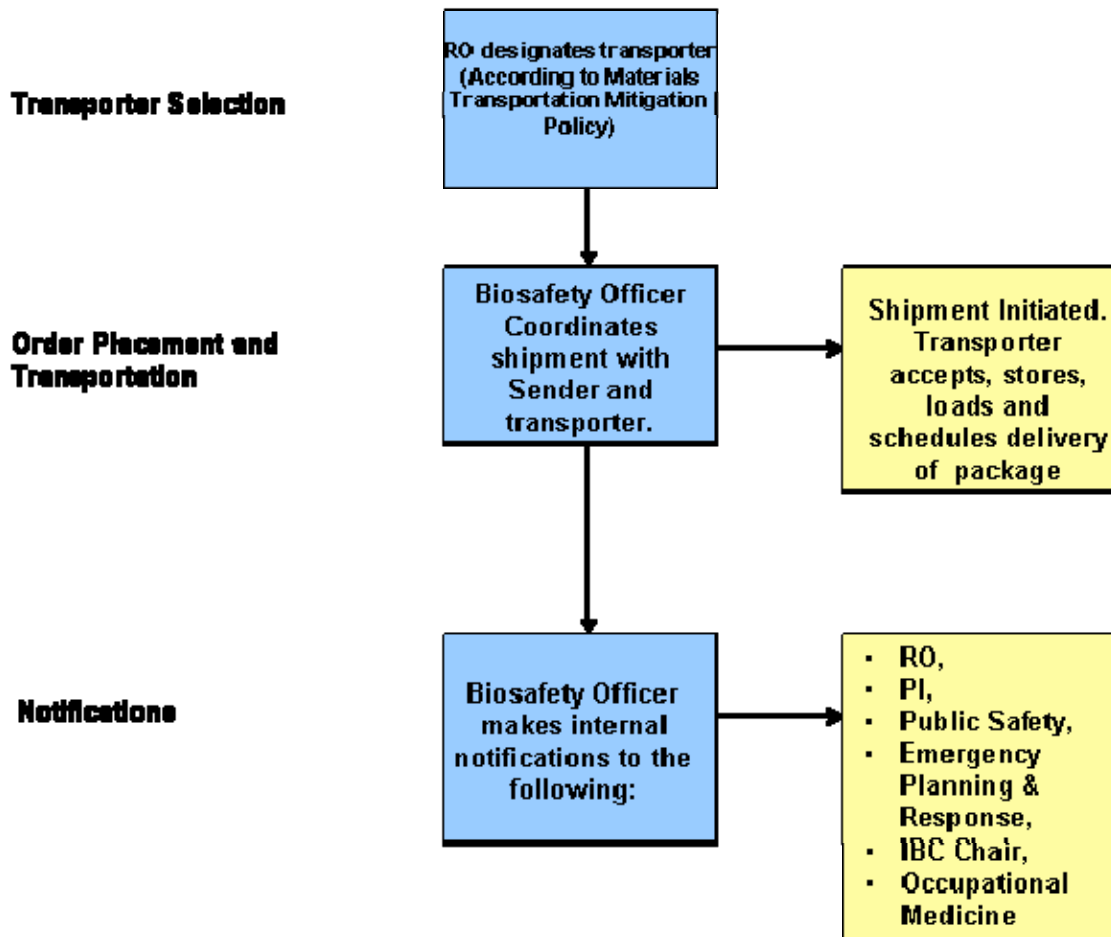 Transporter Selection
RO designates transporter
(According to Materials
Transportation Mitigation
Policy)
Order Placement and
Transportation
Biosafety Officer
Coordinates
shipment with
Sender and
transporter.
Shipment Initiated.
Transporter
accepts, stores,
loads and
schedules delivery
of package
Notifications
Biosafety Officer
makes internal
notifications to the
following:
▪ RO,
▪ PI,
▪ Public Safety,
▪ Emergency
Planning &
Response,
▪ IBC Chair,
▪ Occupational
Medicine